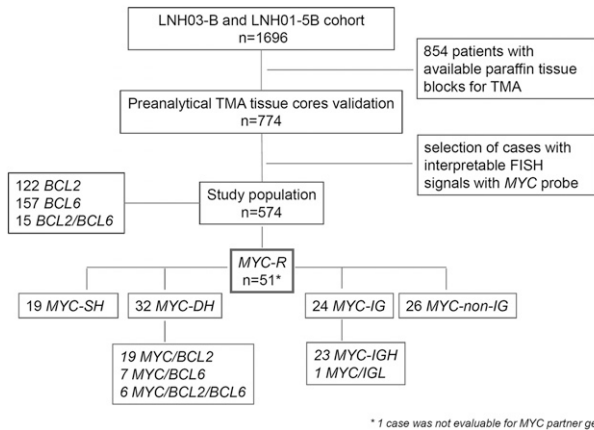 LNH03-B and LNH01-5B cohort
n=1696
854 patients with
available paraffin tissue
blocks for TMA
Preanalytical TMA tissue cores validation
n=774
selection of cases with
interpretable FISH
signals with MYC probe
122 BCL2
157 BCL6
15 BCL2/BCL6
Study population
n=574
MYC-R
n=51*
19 MYC-SH
32 MYC-DH
24 MYC-IG
26 MYC-non-IG
19 MYC/BCL2
7 MYC/BCL6
6 MYC/BCL2/BCL6
23 MYC-IGH
1 MYC/IGL
* 1 case was not evaluable for MYC partner ge